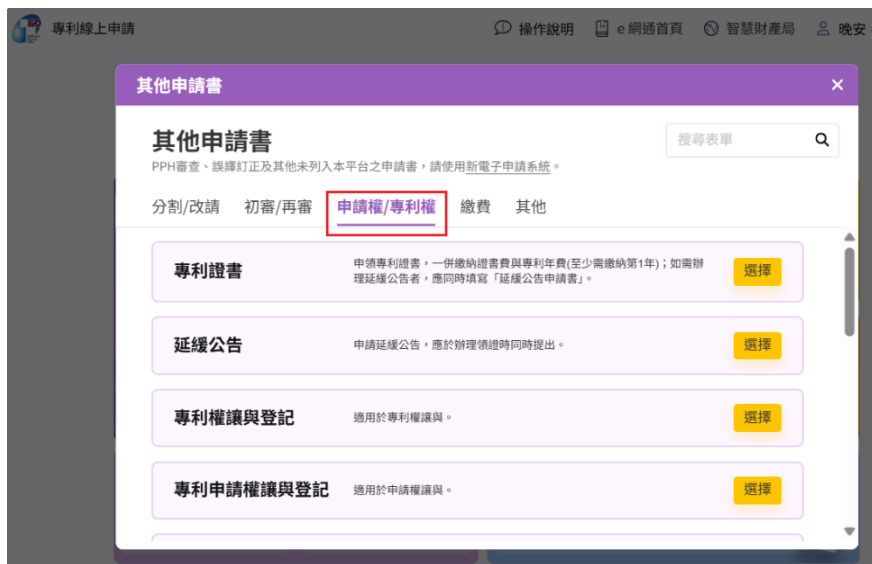 專利線上申請
操作說明
e 網通首頁
智慧財產局
晚安
其他申請書
其他申請書
搜尋表單
PPH審查、誤譯訂正及其他未列入本平台之申請書，請使用新電子申請系統。
分割/改請 初審/再審 申請權/專利權 繳費 其他
專利證書
申領專利證書，一併繳納證書費與專利年費(至少需繳納第1年)；如需辦
理延緩公告者，應同時填寫「延緩公告申請書」。
選擇
延緩公告
申請延緩公告，應於辦理領證時同時提出。
選擇
專利權讓與登記
適用於專利權讓與。
選擇
專利申請權讓與登記
適用於申請權讓與。
選擇